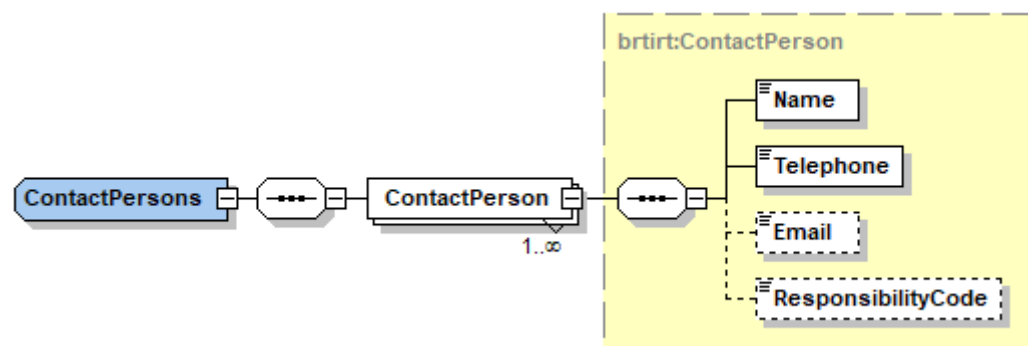 brtirt:ContactPerson
Name
Telephone
ContactPersons
ContactPerson
1..∞
Email
ResponsibilityCode